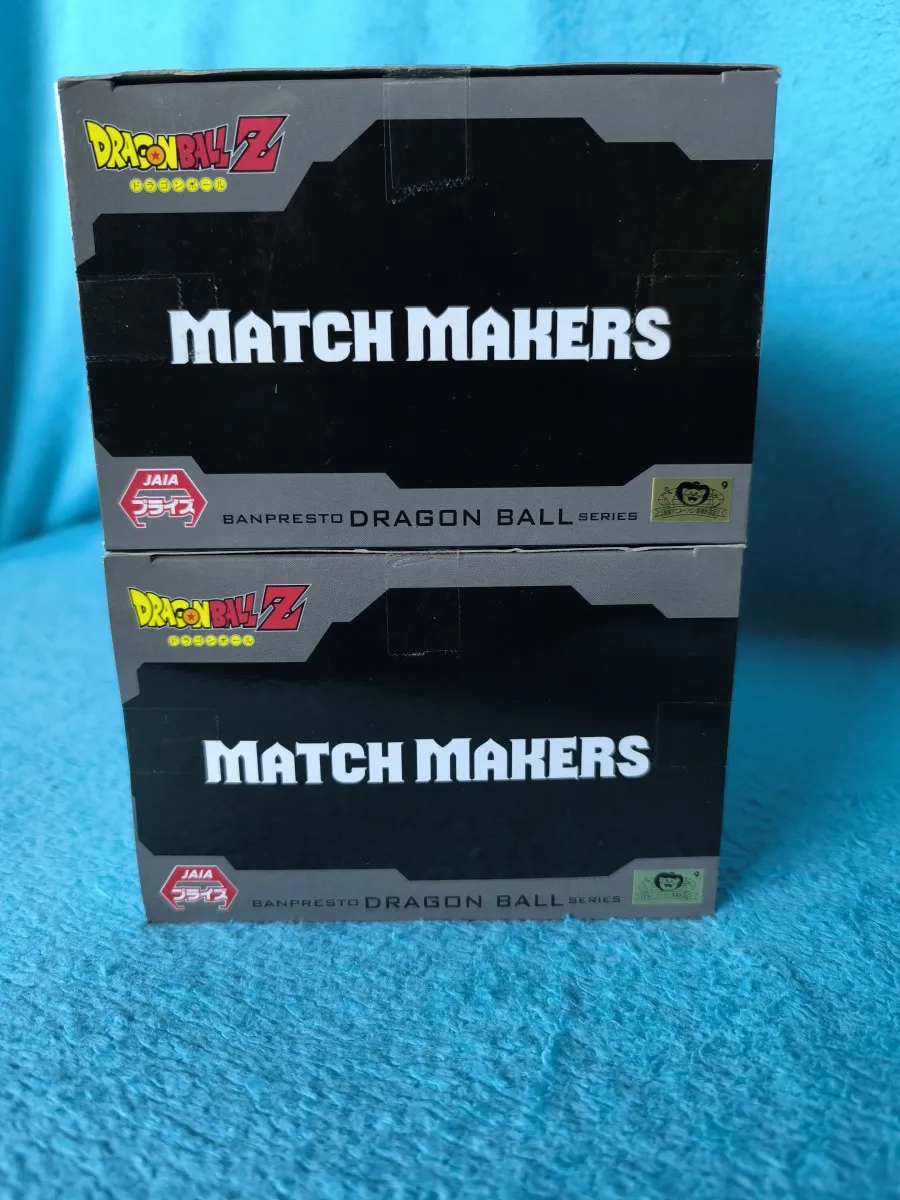 DRAGON BALL Z
ドラゴンボール
MATCH MAKERS
JAIA
プライズ
BANPRESTO DRAGON BALL SERIES
9
DRAGON BALL Z
ドラゴンボール
MATCH MAKERS
JAIA
プライズ
BANPRESTO DRAGON BALL SERIES
9